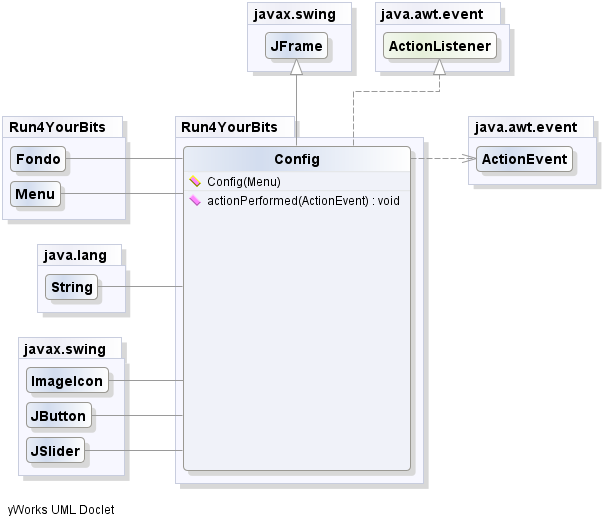 javax.swing
JFrame
java.awt.event
ActionListener
Run4YourBits
Fondo
Menu
Run4YourBits
Config
Config(Menu)
actionPerformed(ActionEvent) : void
java.awt.event
ActionEvent
java.lang
String
javax.swing
ImageIcon
JButton
JSlider
yWorks UML Doclet